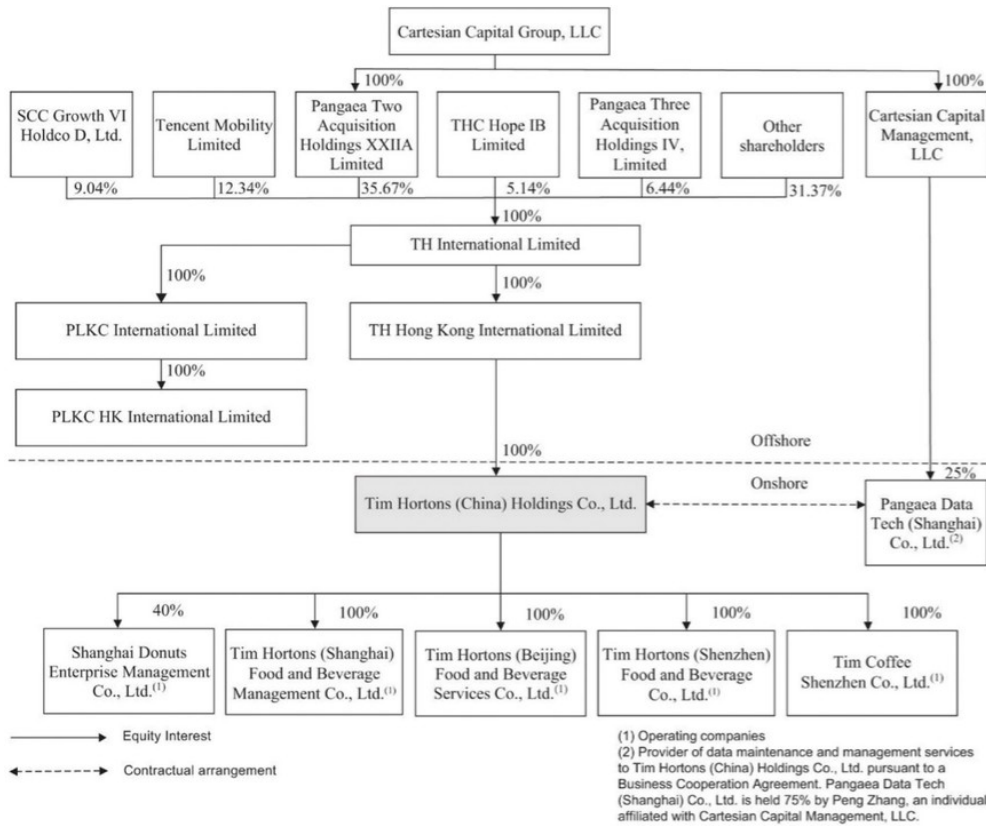 Cartesian Capital Group, LLC
100%
100%
SCC Growth VI
Holdco D, Ltd.
9.04%
Tencent Mobility
Limited
12.34%
Pangaea Two
Acquisition
Holdings XXIIA
Limited
35.67%
THC Hope IB
Limited
5.14%
Pangaea Three
Acquisition
Holdings IV,
Limited
6.44%
Other
shareholders
31.37%
Cartesian Capital
Management,
LLC
100%
TH International Limited
100%
100%
PLKC International Limited
TH Hong Kong International Limited
100%
PLKC HK International Limited
100%
Offshore
Onshore
25%
Tim Hortons (China) Holdings Co., Ltd.
Pangaea Data
Tech (Shanghai)
Co., Ltd.(2)
40%
100%
100%
100%
100%
Shanghai Donuts
Enterprise Management
Co., Ltd.(1)
Tim Hortons (Shanghai)
Food and Beverage
Management Co., Ltd.(1)
Tim Hortons (Beijing)
Food and Beverage
Services Co., Ltd.(1)
Tim Hortons (Shenzhen)
Food and Beverage
Co., Ltd.(1)
Tim Coffee
Shenzhen Co., Ltd.(1)
Equity Interest
Contractual arrangement
(1) Operating companies
(2) Provider of data maintenance and management services
to Tim Hortons (China) Holdings Co., Ltd. pursuant to a
Business Cooperation Agreement. Pangaea Data Tech
(Shanghai) Co., Ltd. is held 75% by Peng Zhang, an individual
affiliated with Cartesian Capital Management, LLC.